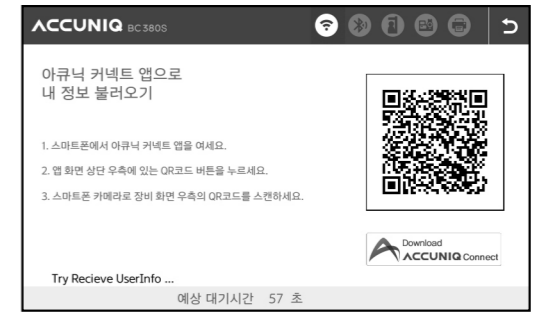 ACCUNIQ BC380S
아큐닉 커넥트 앱으로
내 정보 불러오기
1. 스마트폰에서 아큐닉 커넥트 앱을 여세요.
2. 앱 화면 상단 우측에 있는 QR코드 버튼을 누르세요.
3. 스마트폰 카메라로 장비 화면 우측의 QR코드를 스캔하세요.
Download
ACCUNIQ Connect
Try Recieve UserInfo ...
예상 대기시간 57 초